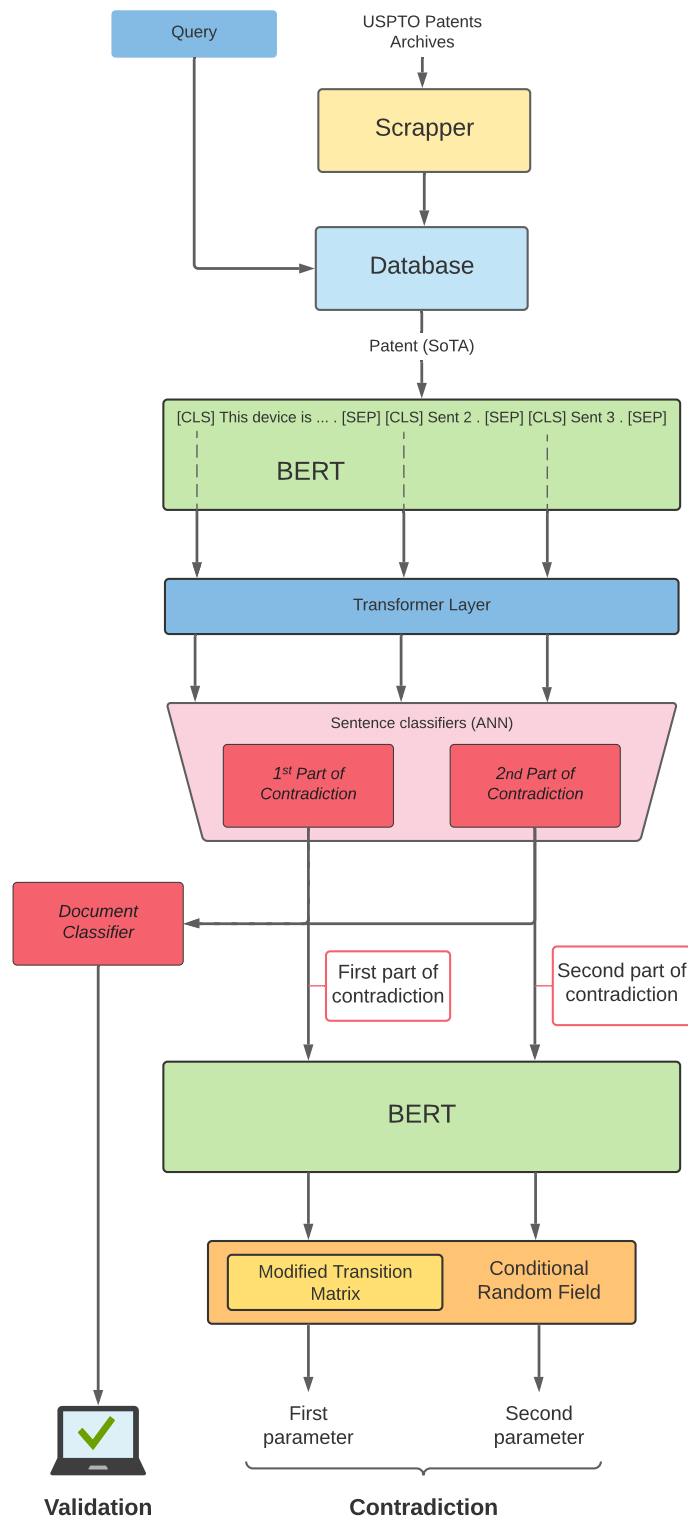 Query
USPTO Patents
Archives
Scrapper
Database
Patent (SoTA)
[CLS] This device is ... . [SEP] [CLS] Sent 2 . [SEP] [CLS] Sent 3 . [SEP]
BERT
Transformer Layer
Sentence classifiers (ANN)
1st Part of
Contradiction
2nd Part of
Contradiction
Document
Classifier
First part of
contradiction
Second part of
contradiction
BERT
Modified Transition
Matrix
Conditional
Random Field
First
parameter
Second
parameter
Validation
Contradiction